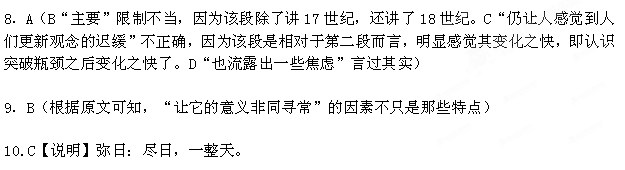 8. A（B“主要”限制不当，因为该段除了讲17世纪，还讲了18世纪。C“仍让人感觉到人
们更新观念的迟缓”不正确，因为该段是相对于第二段而言，明显感觉其变化之快，即认识
突破瓶颈之后变化之快了。D“也流露出一些焦虑”言过其实）
9. B（根据原文可知，“让它的意义非同寻常”的因素不只是那些特点）
10.C【说明】弥日：尽日，一整天。